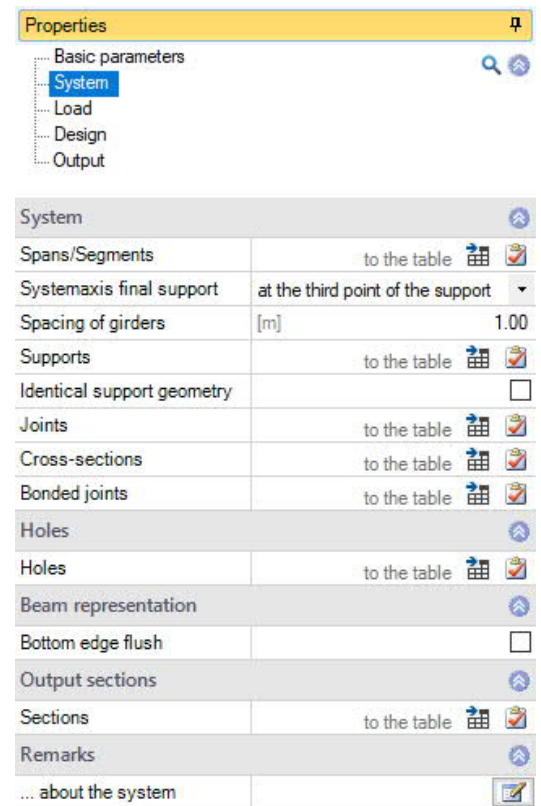 Properties
Basic parameters
System
Load
Design
Output
System
Spans/Segments to the table
Systemaxis final support at the third point of the support
Spacing of girders [m] 1.00
Supports to the table
Identical support geometry
Joints to the table
Cross-sections to the table
Bonded joints to the table
Holes
Holes to the table
Beam representation
Bottom edge flush
Output sections
Sections to the table
Remarks
... about the system